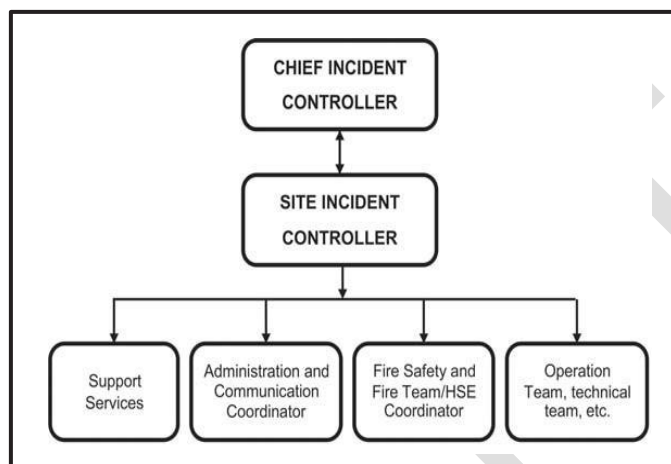 CHIEF INCIDENT
CONTROLLER
SITE INCIDENT
CONTROLLER
Support
Services
Administration and
Communication
Coordinator
Fire Safety and
Fire Team/HSE
Coordinator
Operation
Team, technical
team, etc.